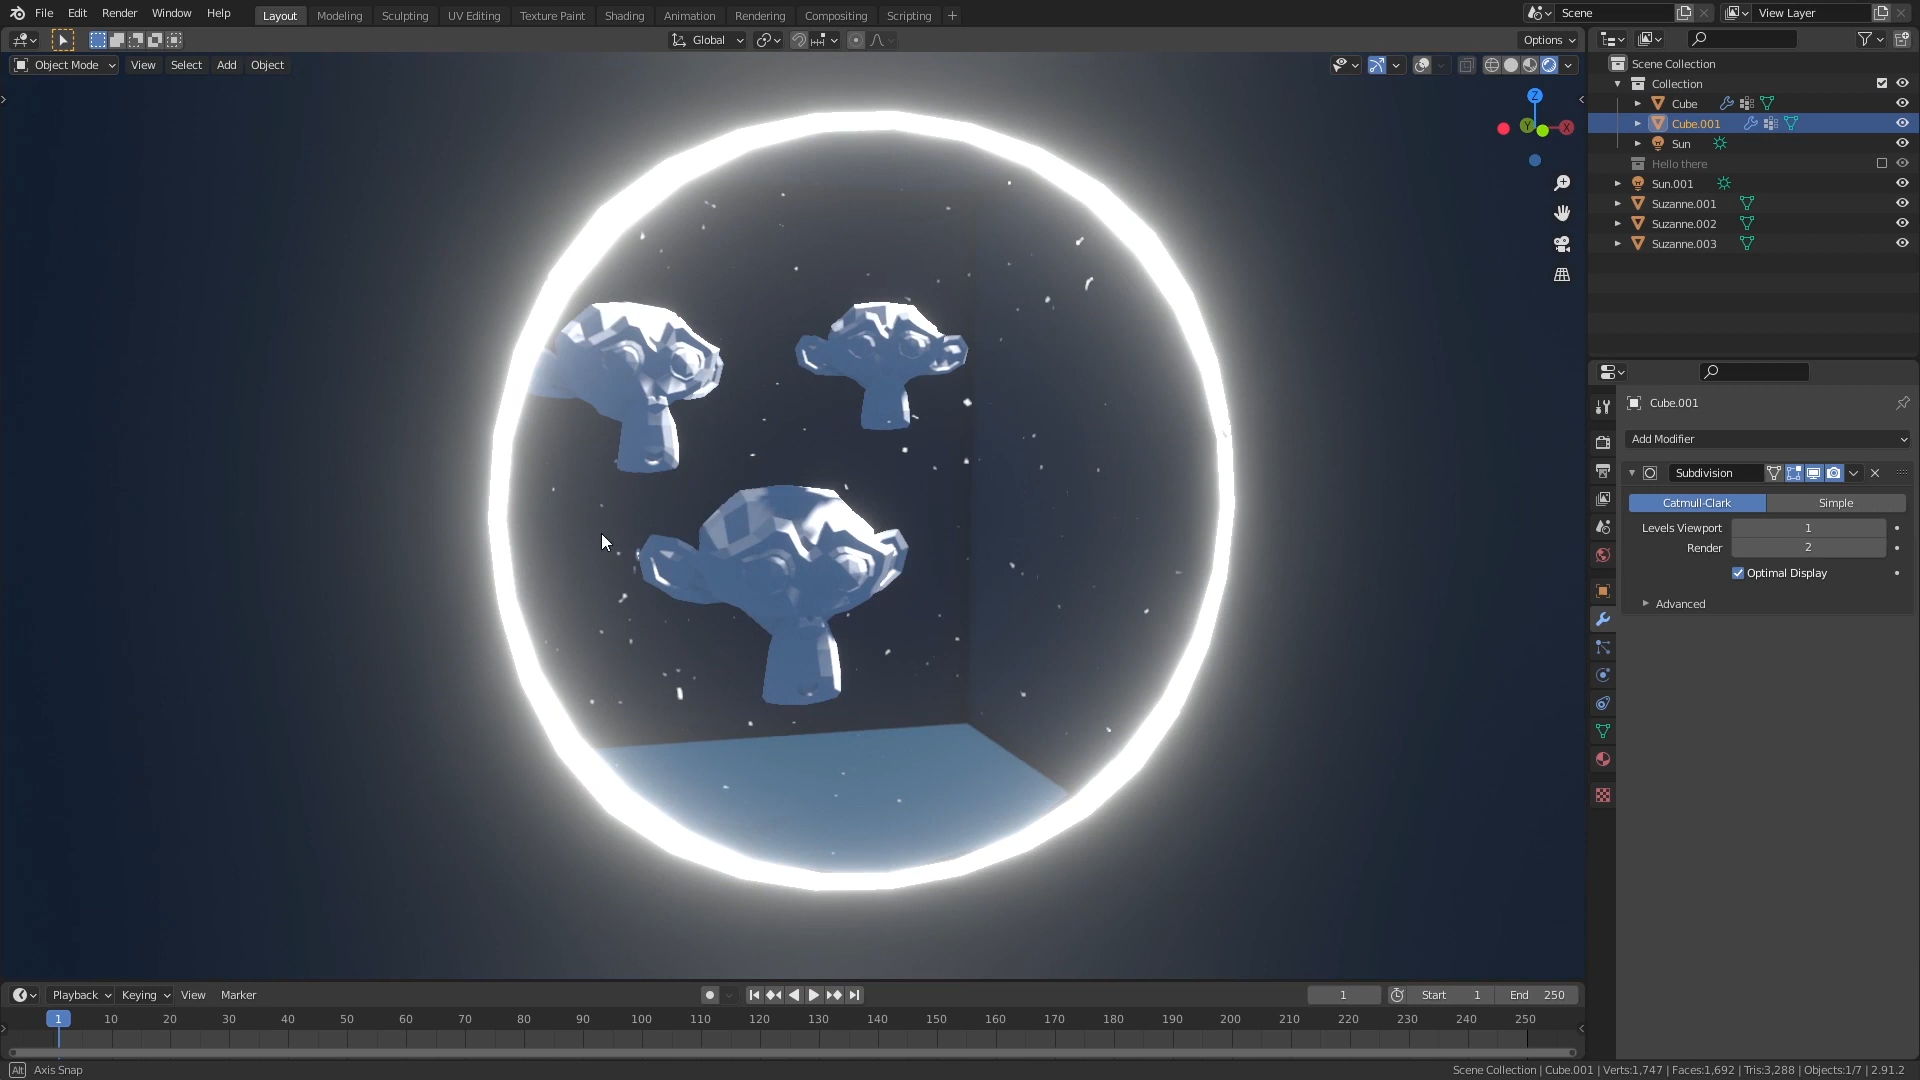 File Edit Render Window Help Layout Modeling Sculpting UV Editing Texture Paint Shading Animation Rendering Compositing Scripting + Scene View Layer
Global Options
Object Mode View Select Add Object
Z
Y X
Scene Collection
Collection
Cube
Cube.001
Sun
Hello there
Sun.001
Suzanne.001
Suzanne.002
Suzanne.003
Cube.001
Add Modifier
Subdivision
Catmull-Clark Simple
Levels Viewport 1
Render 2
Optimal Display
Advanced
Playback Keying View Marker 1 Start 1 End 250
1 10 20 30 40 50 60 70 80 90 100 110 120 130 140 150 160 170 180 190 200 210 220 230 240 250
Alt Axis Snap Scene Collection | Cube.001 | Verts:1,747 | Faces:1,692 | Tris:3,288 | Objects:1/7 | 2.91.2